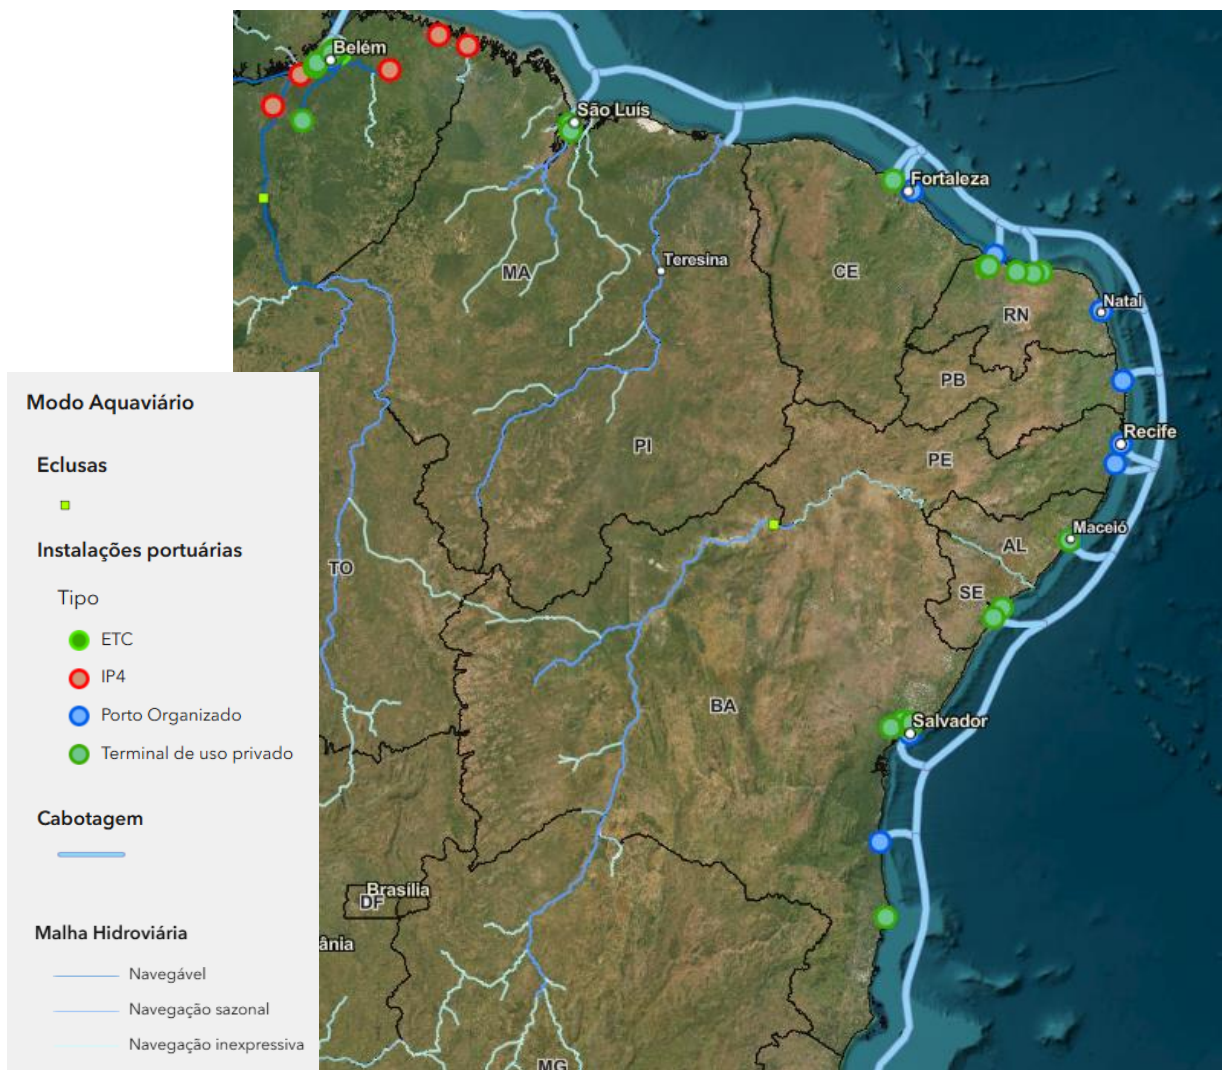 Belém
São Luís
Fortaleza
Teresina
MA
CE
Natal
RN
PB
Recife
PI
PE
Maceió
AL
TO
SE
BA
Salvador
Brasília
DF
ânia
MG
Modo Aquaviário
Eclusas
Instalações portuárias
Tipo
ETC
IP4
Porto Organizado
Terminal de uso privado
Cabotagem
Malha Hidroviária
Navegável
Navegação sazonal
Navegação inexpressiva